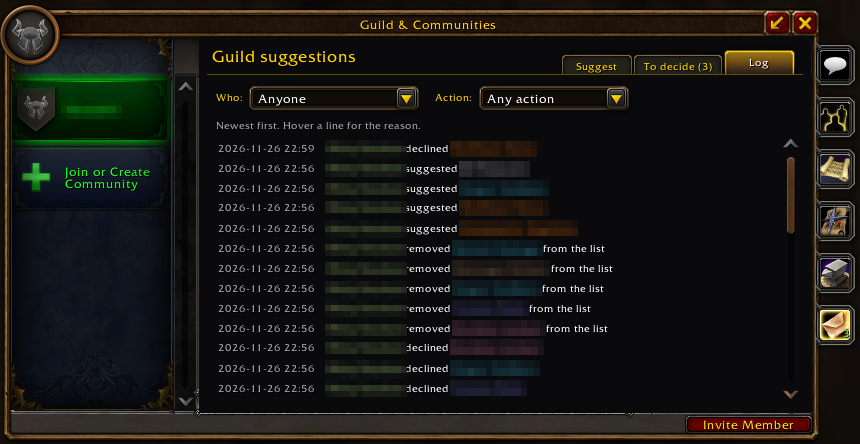 Guild & Communities
Guild suggestions
Suggest
To decide (3)
Log
Who:
Anyone
Action:
Any action
Newest first. Hover a line for the reason.
Join or Create
Community
2026-11-26 22:59 declined
2026-11-26 22:56 suggested
2026-11-26 22:56 suggested
2026-11-26 22:56 suggested
2026-11-26 22:56 suggested
2026-11-26 22:56 removed from the list
2026-11-26 22:56 removed from the list
2026-11-26 22:56 removed from the list
2026-11-26 22:56 removed from the list
2026-11-26 22:56 removed from the list
2026-11-26 22:56 declined
2026-11-26 22:56 declined
2026-11-26 22:56 declined
3
Invite Member